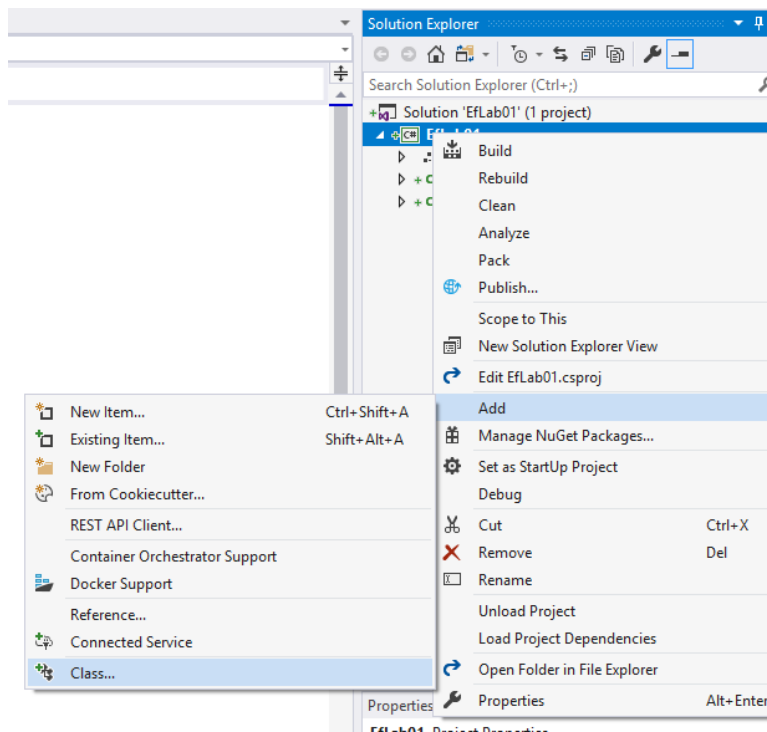 Solution Explorer
Search Solution Explorer (Ctrl+;)
Solution 'EfLab01' (1 project)
EfLab01
Build
Rebuild
Clean
Analyze
Pack
Publish...
Scope to This
New Solution Explorer View
Edit EfLab01.csproj
Add
Manage NuGet Packages...
Set as StartUp Project
Debug
Cut Ctrl+X
Remove Del
Rename
Unload Project
Load Project Dependencies
Open Folder in File Explorer
Properties Alt+Enter
New Item... Ctrl+Shift+A
Existing Item... Shift+Alt+A
New Folder
From Cookiecutter...
REST API Client...
Container Orchestrator Support
Docker Support
Reference...
Connected Service
Class...
Properties
EfLab01 Project Properties